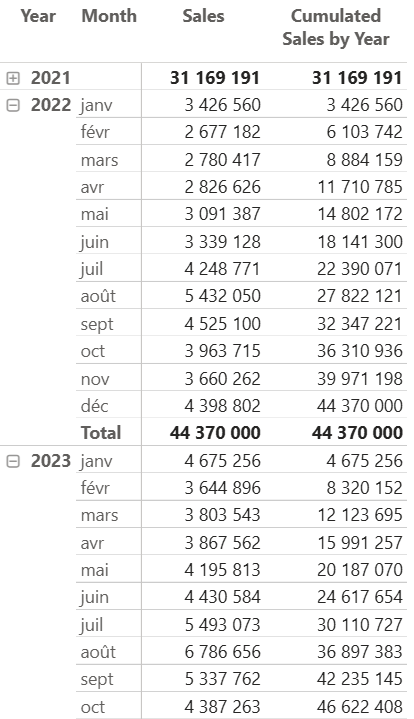 Year Month Sales Cumulated
Sales by Year
2021 31 169 191 31 169 191
2022 janv 3 426 560 3 426 560
févr 2 677 182 6 103 742
mars 2 780 417 8 884 159
avr 2 826 626 11 710 785
mai 3 091 387 14 802 172
juin 3 339 128 18 141 300
juil 4 248 771 22 390 071
août 5 432 050 27 822 121
sept 4 525 100 32 347 221
oct 3 963 715 36 310 936
nov 3 660 262 39 971 198
déc 4 398 802 44 370 000
Total 44 370 000 44 370 000
2023 janv 4 675 256 4 675 256
févr 3 644 896 8 320 152
mars 3 803 543 12 123 695
avr 3 867 562 15 991 257
mai 4 195 813 20 187 070
juin 4 430 584 24 617 654
juil 5 493 073 30 110 727
août 6 786 656 36 897 383
sept 5 337 762 42 235 145
oct 4 387 263 46 622 408